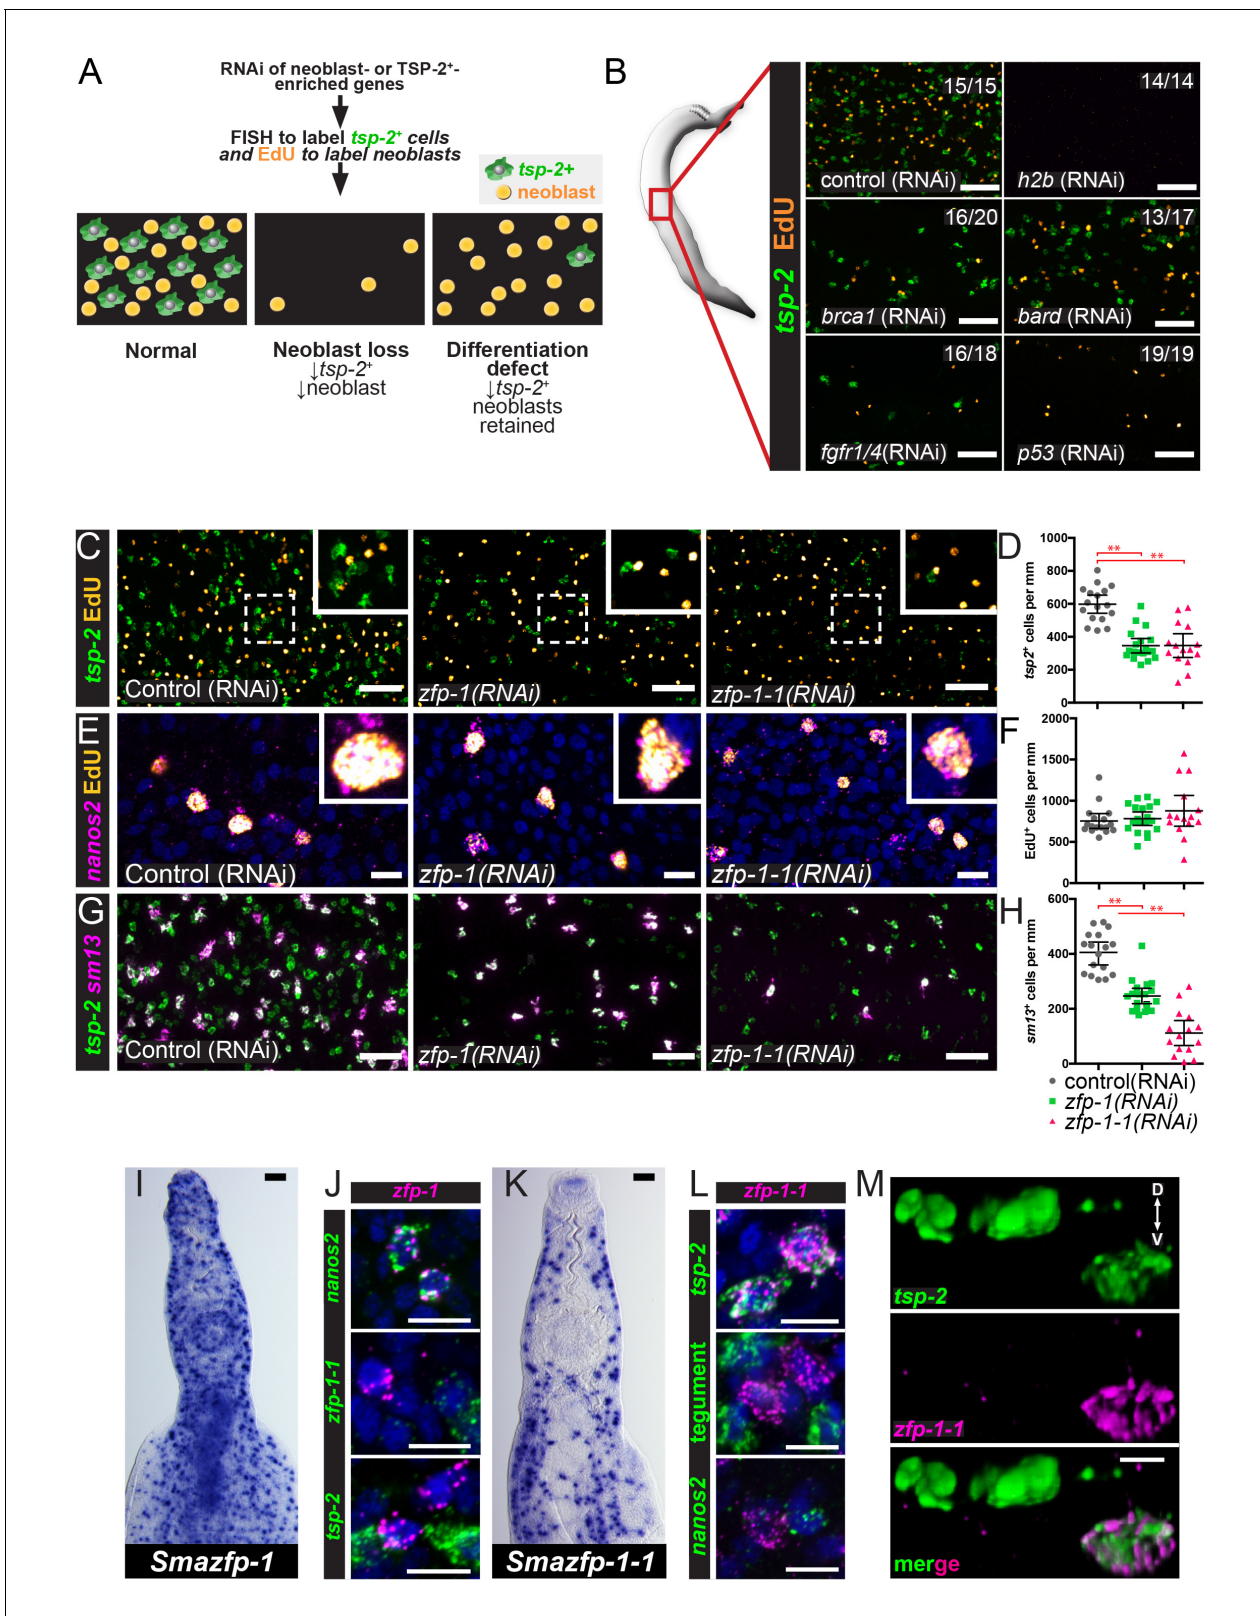 A
RNAi of neoblast- or TSP-2⁺-
enriched genes
FISH to label tsp-2⁺ cells
and EdU to label neoblasts
tsp-2+
neoblast
Normal
Neoblast loss
↓tsp-2⁺
↓neoblast
Differentiation
defect
↓tsp-2⁺
neoblasts
retained
B
tsp-2 EdU
15/15
control (RNAi)
14/14
h2b (RNAi)
16/20
brca1 (RNAi)
13/17
bard (RNAi)
16/18
fgfr1/4(RNAi)
19/19
p53 (RNAi)
C
tsp-2 EdU
Control (RNAi)
zfp-1(RNAi)
zfp-1-1(RNAi)
D
tsp2⁺ cells per mm
1000
800
600
400
200
0
**
**
E
nanos2 EdU
Control (RNAi)
zfp-1(RNAi)
zfp-1-1(RNAi)
F
EdU⁺ cells per mm
2000
1500
1000
500
0
G
tsp-2 sm13
Control (RNAi)
zfp-1(RNAi)
zfp-1-1(RNAi)
H
sm13⁺ cells per mm
600
400
200
0
**
**
control(RNAi)
zfp-1(RNAi)
zfp-1-1(RNAi)
I
Smazfp-1
J
zfp-1
nanos2
zfp-1-1
tsp-2
K
Smazfp-1-1
L
zfp-1-1
tsp-2
tegument
nanos2
M
D
V
tsp-2
zfp-1-1
merge